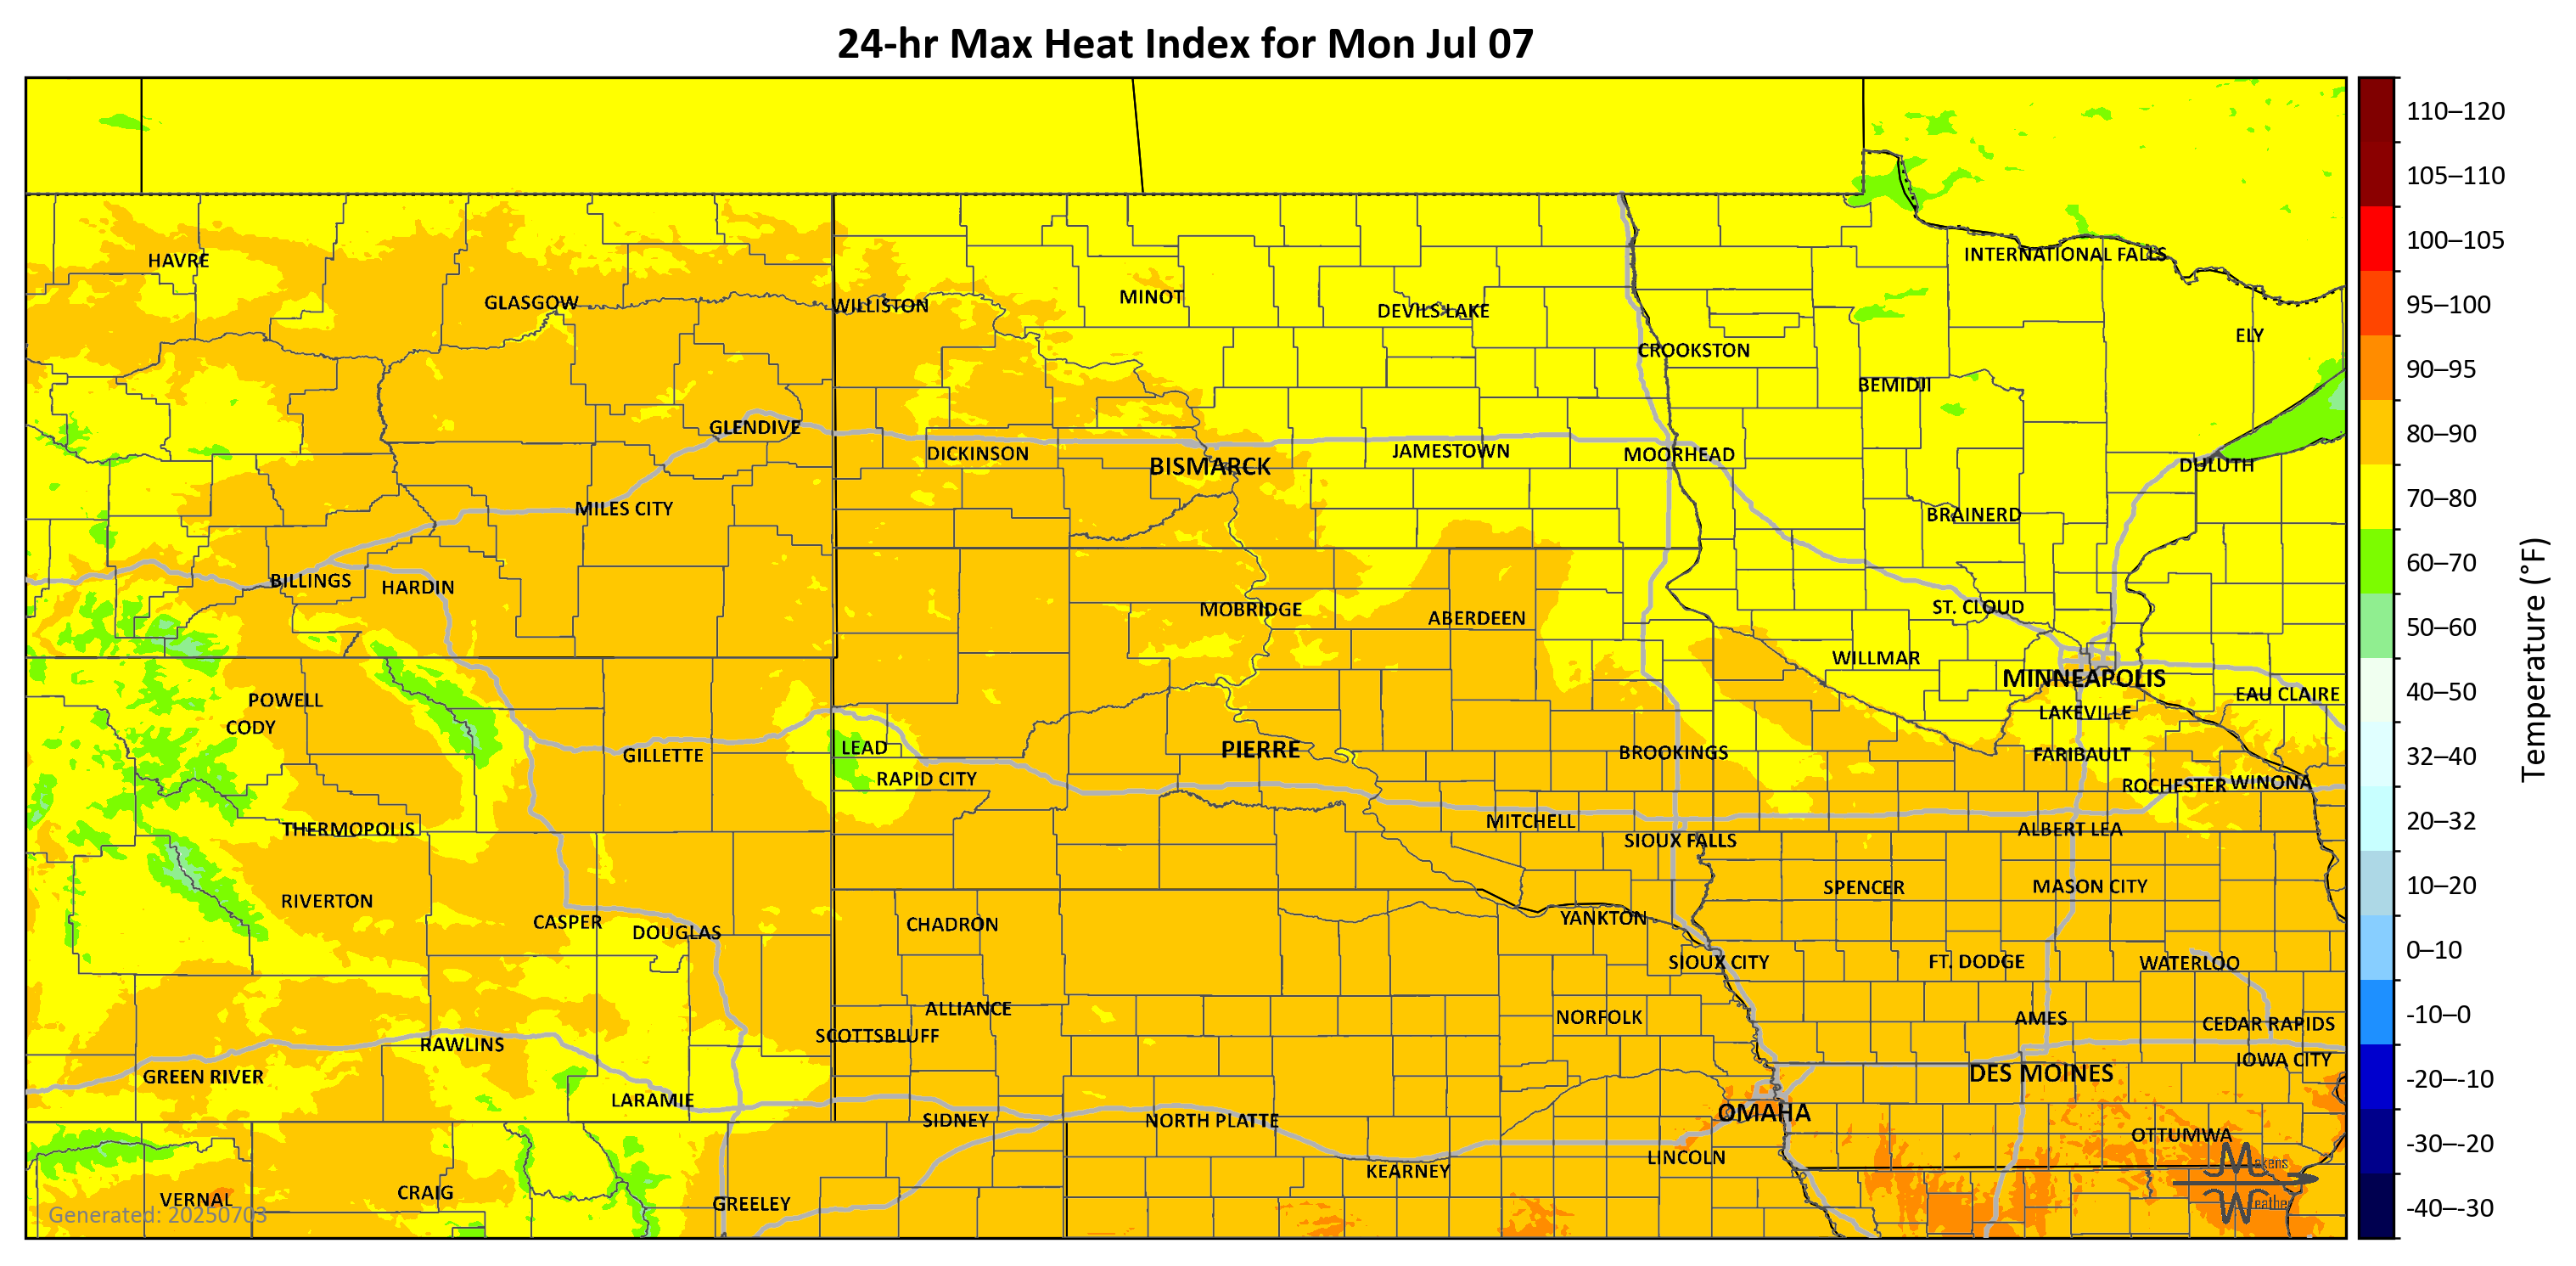 24-hr Max Heat Index for Mon Jul 07
110–120
105–110
HAVRE
100–105
INTERNATIONAL FALLS
GLASGOW
WILLISTON
MINOT
DEVILS LAKE
95–100
ELY
CROOKSTON
90–95
BEMIDJI
GLENDIVE
80–90
DICKINSON
BISMARCK
JAMESTOWN
MOORHEAD
DULUTH
70–80
MILES CITY
BRAINERD
60–70
BILLINGS
HARDIN
MOBRIDGE
ABERDEEN
ST. CLOUD
50–60
WILLMAR
MINNEAPOLIS
POWELL
EAU CLAIRE
40–50
CODY
LAKEVILLE
Temperature (°F)
GILLETTE
LEAD
PIERRE
BROOKINGS
FARIBAULT
32–40
RAPID CITY
ROCHESTER
WINONA
THERMOPOLIS
MITCHELL
SIOUX FALLS
ALBERT LEA
20–32
RIVERTON
SPENCER
MASON CITY
10–20
CASPER
DOUGLAS
CHADRON
YANKTON
SIOUX CITY
FT. DODGE
WATERLOO
0–10
ALLIANCE
NORFOLK
AMES
CEDAR RAPIDS
-10–0
RAWLINS
SCOTTSBLUFF
IOWA CITY
GREEN RIVER
DES MOINES
-20–-10
LARAMIE
SIDNEY
NORTH PLATTE
OMAHA
OTTUMWA
-30–-20
KEARNEY
LINCOLN
Makens
VERNAL
CRAIG
GREELEY
Weather
-40–-30
Generated: 20250703